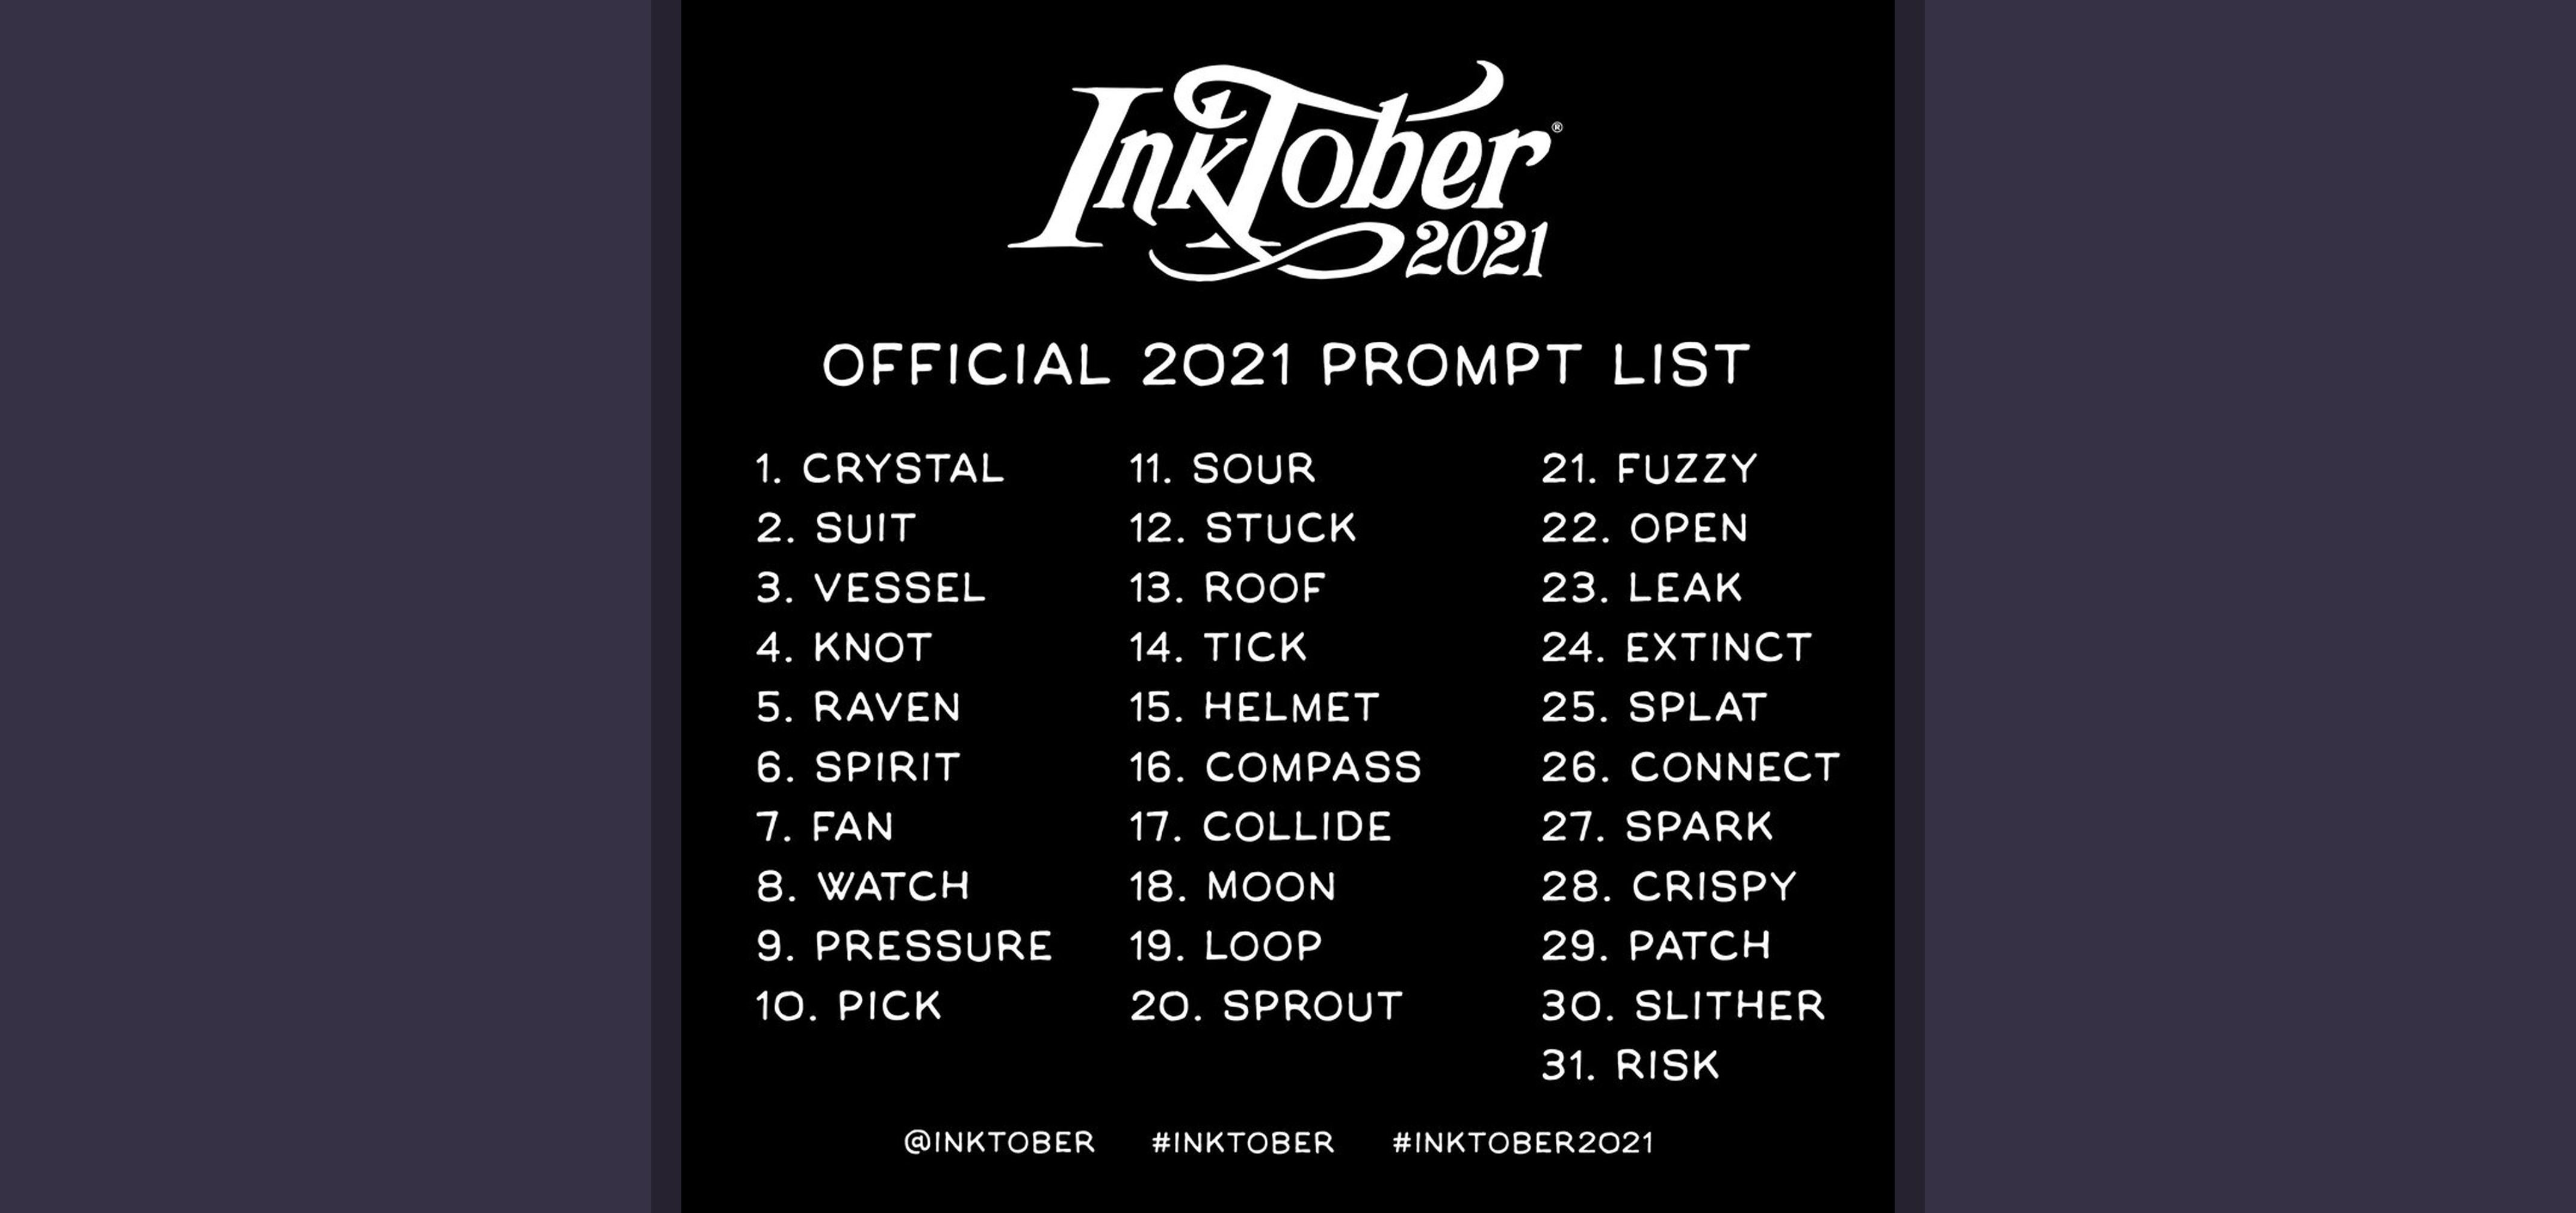 InkTober®
2021
OFFICIAL 2021 PROMPT LIST
1. CRYSTAL
2. SUIT
3. VESSEL
4. KNOT
5. RAVEN
6. SPIRIT
7. FAN
8. WATCH
9. PRESSURE
10. PICK
11. SOUR
12. STUCK
13. ROOF
14. TICK
15. HELMET
16. COMPASS
17. COLLIDE
18. MOON
19. LOOP
20. SPROUT
21. FUZZY
22. OPEN
23. LEAK
24. EXTINCT
25. SPLAT
26. CONNECT
27. SPARK
28. CRISPY
29. PATCH
30. SLITHER
31. RISK
@INKTOBER #INKTOBER #INKTOBER2021